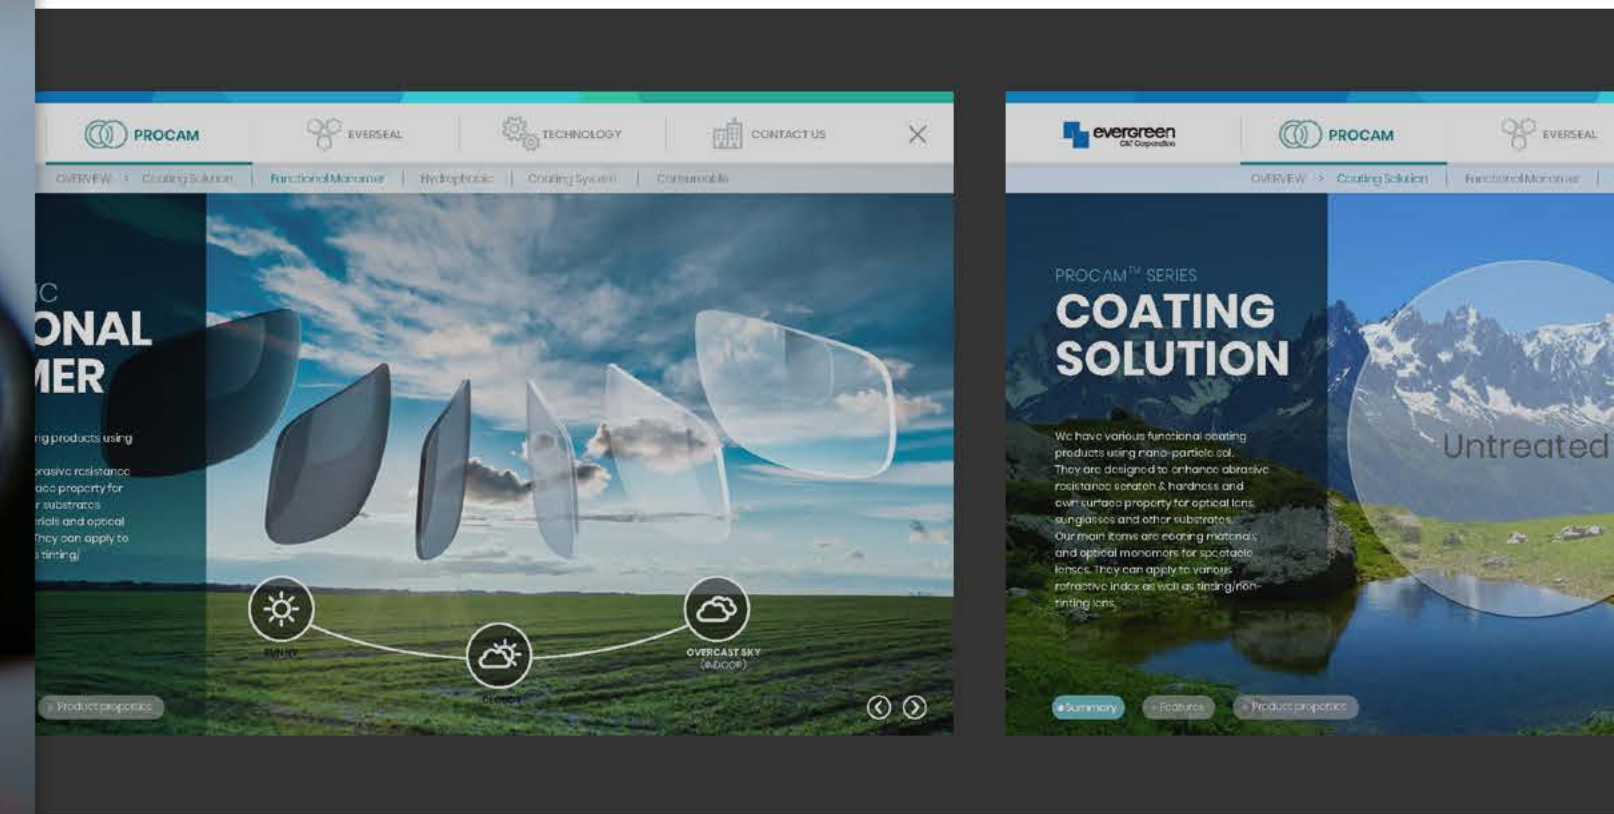 PROCAM
EVERSEAL
TECHNOLOGY
CONTACT US
OVERVIEW > Coating Solution | Functional Monomer | Hydrophobic | Coating System | Consumable
IC
ONAL
MER
ng products using
brasive resistance
ace property for
r substrates
rials and optical
They can apply to
s tinting/
SUNNY
CLOUDY
OVERCAST SKY
(INDOOR)
Product properties
evergreen
C&T Corporation
PROCAM
EVERSEAL
OVERVIEW > Coating Solution | Functional Monomer |
PROCAM™ SERIES
COATING
SOLUTION
We have various functional coating
products using nano-particle sol.
They are designed to enhance abrasive
resistance scratch & hardness and
own surface property for optical lens
sunglasses and other substrates.
Our main items are coating materials
and optical monomers for spectacle
lenses. They can apply to various
refractive index as well as tinting/non-
tinting lens.
Untreated
Summary
Features
Product properties